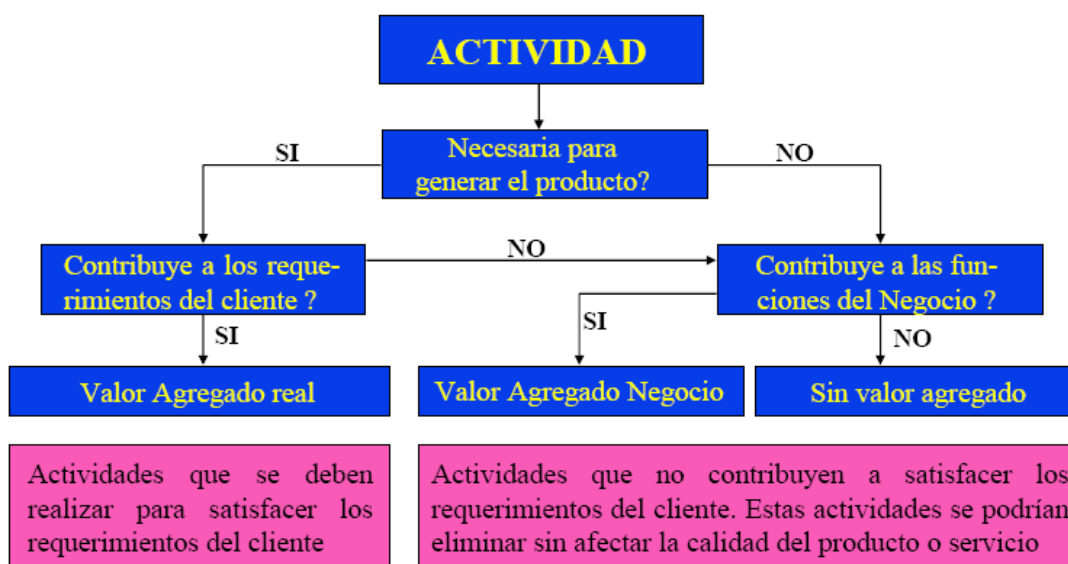 ACTIVIDAD
SI
Necesaria para
generar el producto?
NO
Contribuye a los reque-
rimientos del cliente ?
NO
Contribuye a las fun-
ciones del Negocio ?
SI
SI
NO
Valor Agregado real
Valor Agregado Negocio
Sin valor agregado
Actividades que se deben
realizar para satisfacer los
requerimientos del cliente
Actividades que no contribuyen a satisfacer los
requerimientos del cliente. Estas actividades se podrían
eliminar sin afectar la calidad del producto o servicio